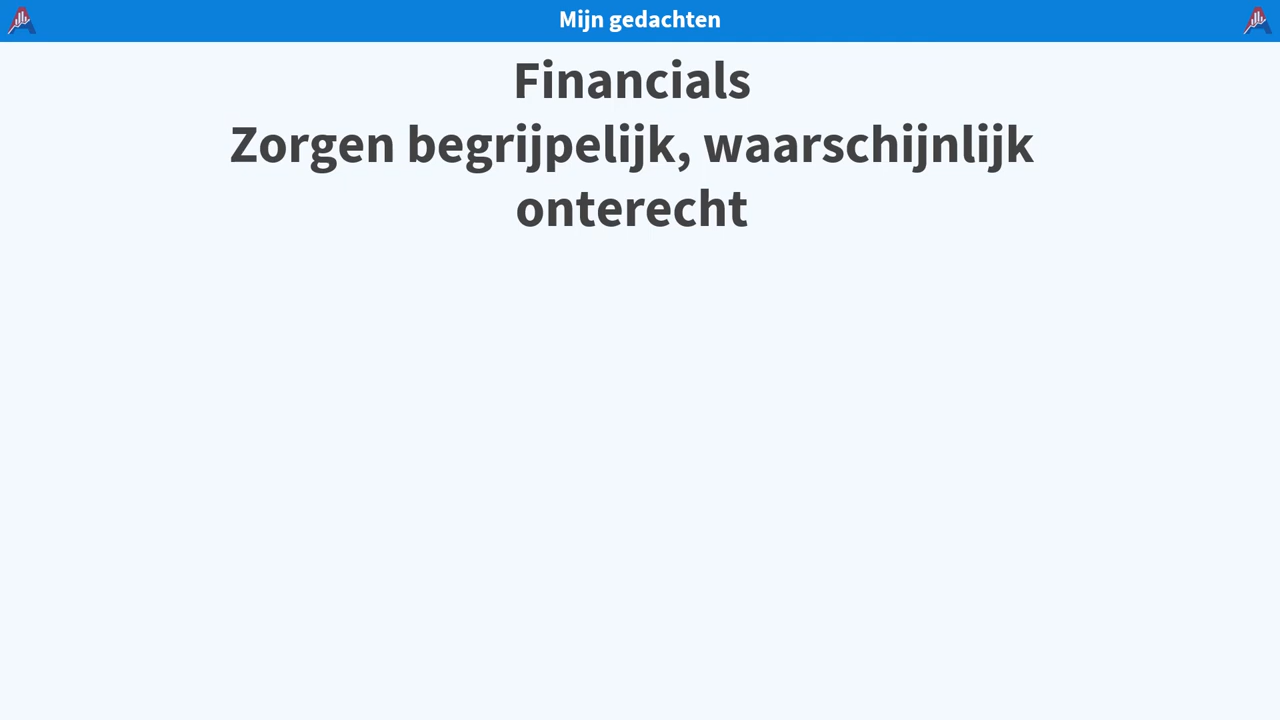 Mijn gedachten
Financials
Zorgen begrijpelijk, waarschijnlijk
onterecht